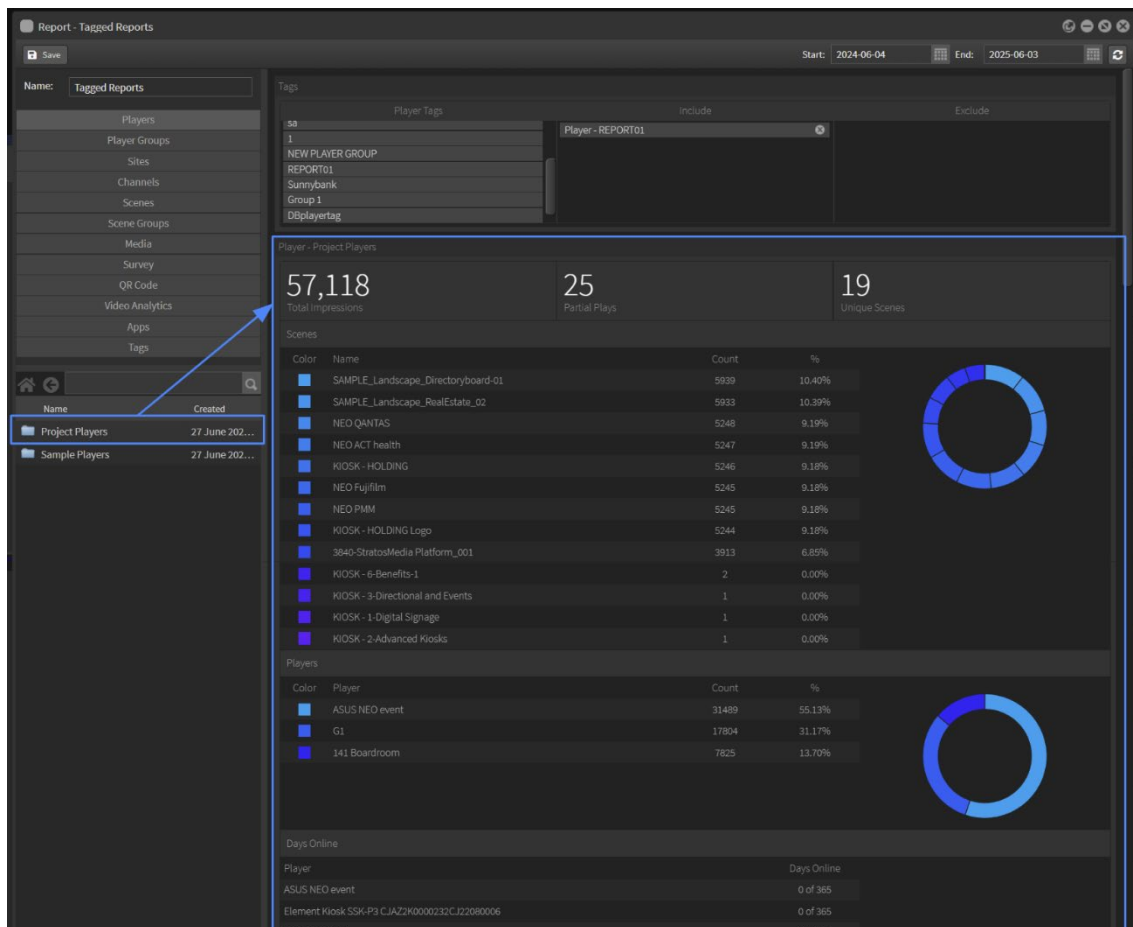 Report - Tagged Reports
Save
Start: 2024-06-04 End: 2025-06-03
Name: Tagged Reports
Players
Player Groups
Sites
Channels
Scenes
Scene Groups
Media
Survey
QR Code
Video Analytics
Apps
Tags
Name Created
Project Players 27 June 202...
Sample Players 27 June 202...
Tags
Player Tags Include Exclude
sa
1
NEW PLAYER GROUP
REPORT01
Sunnybank
Group 1
DBplayertag
Player - REPORT01
Player - Project Players
57,118 25 19
Total Impressions Partial Plays Unique Scenes
Scenes
Color Name Count %
SAMPLE_Landscape_Directoryboard-01 5939 10.40%
SAMPLE_Landscape_RealEstate_02 5933 10.39%
NEO QANTAS 5248 9.19%
NEO ACT health 5247 9.19%
KIOSK - HOLDING 5246 9.18%
NEO Fujifilm 5245 9.18%
NEO PMM 5245 9.18%
KIOSK - HOLDING Logo 5244 9.18%
3840-StratosMedia Platform_001 3913 6.85%
KIOSK - 6-Benefits-1 2 0.00%
KIOSK - 3-Directional and Events 1 0.00%
KIOSK - 1-Digital Signage 1 0.00%
KIOSK - 2-Advanced Kiosks 1 0.00%
Players
Color Player Count %
ASUS NEO event 31489 55.13%
G1 17804 31.17%
141 Boardroom 7825 13.70%
Days Online
Player Days Online
ASUS NEO event 0 of 365
Element Kiosk SSK-P3 CJAZ2K0000232CJ22080006 0 of 365